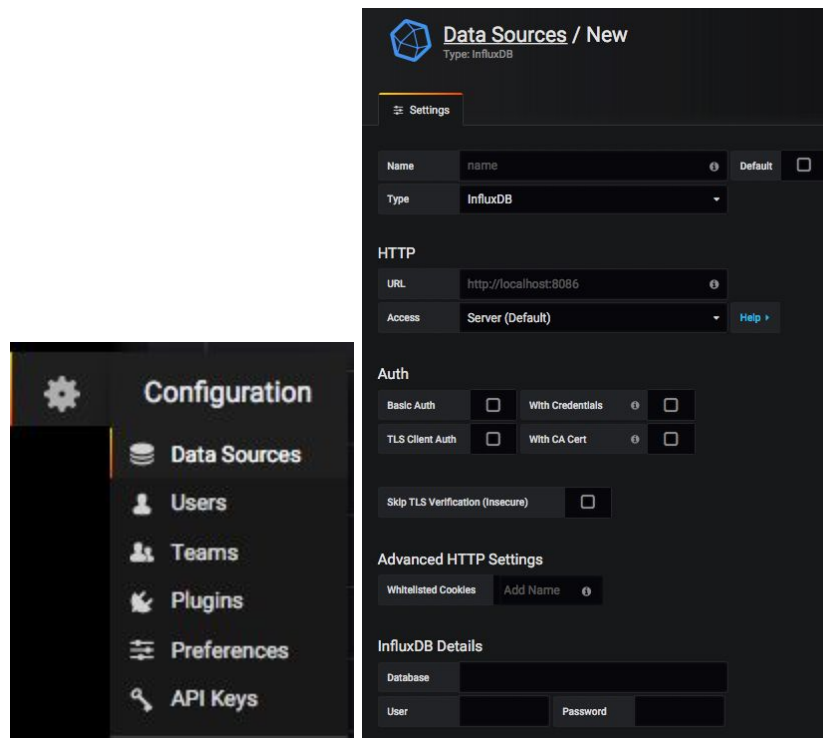 Configuration
Data Sources
Users
Teams
Plugins
Preferences
API Keys
Data Sources / New
Type: InfluxDB
Settings
Name name Default
Type InfluxDB
HTTP
URL http://localhost:8086
Access Server (Default) Help
Auth
Basic Auth With Credentials
TLS Client Auth With CA Cert
Skip TLS Verification (Insecure)
Advanced HTTP Settings
Whitelisted Cookies Add Name
InfluxDB Details
Database
User Password